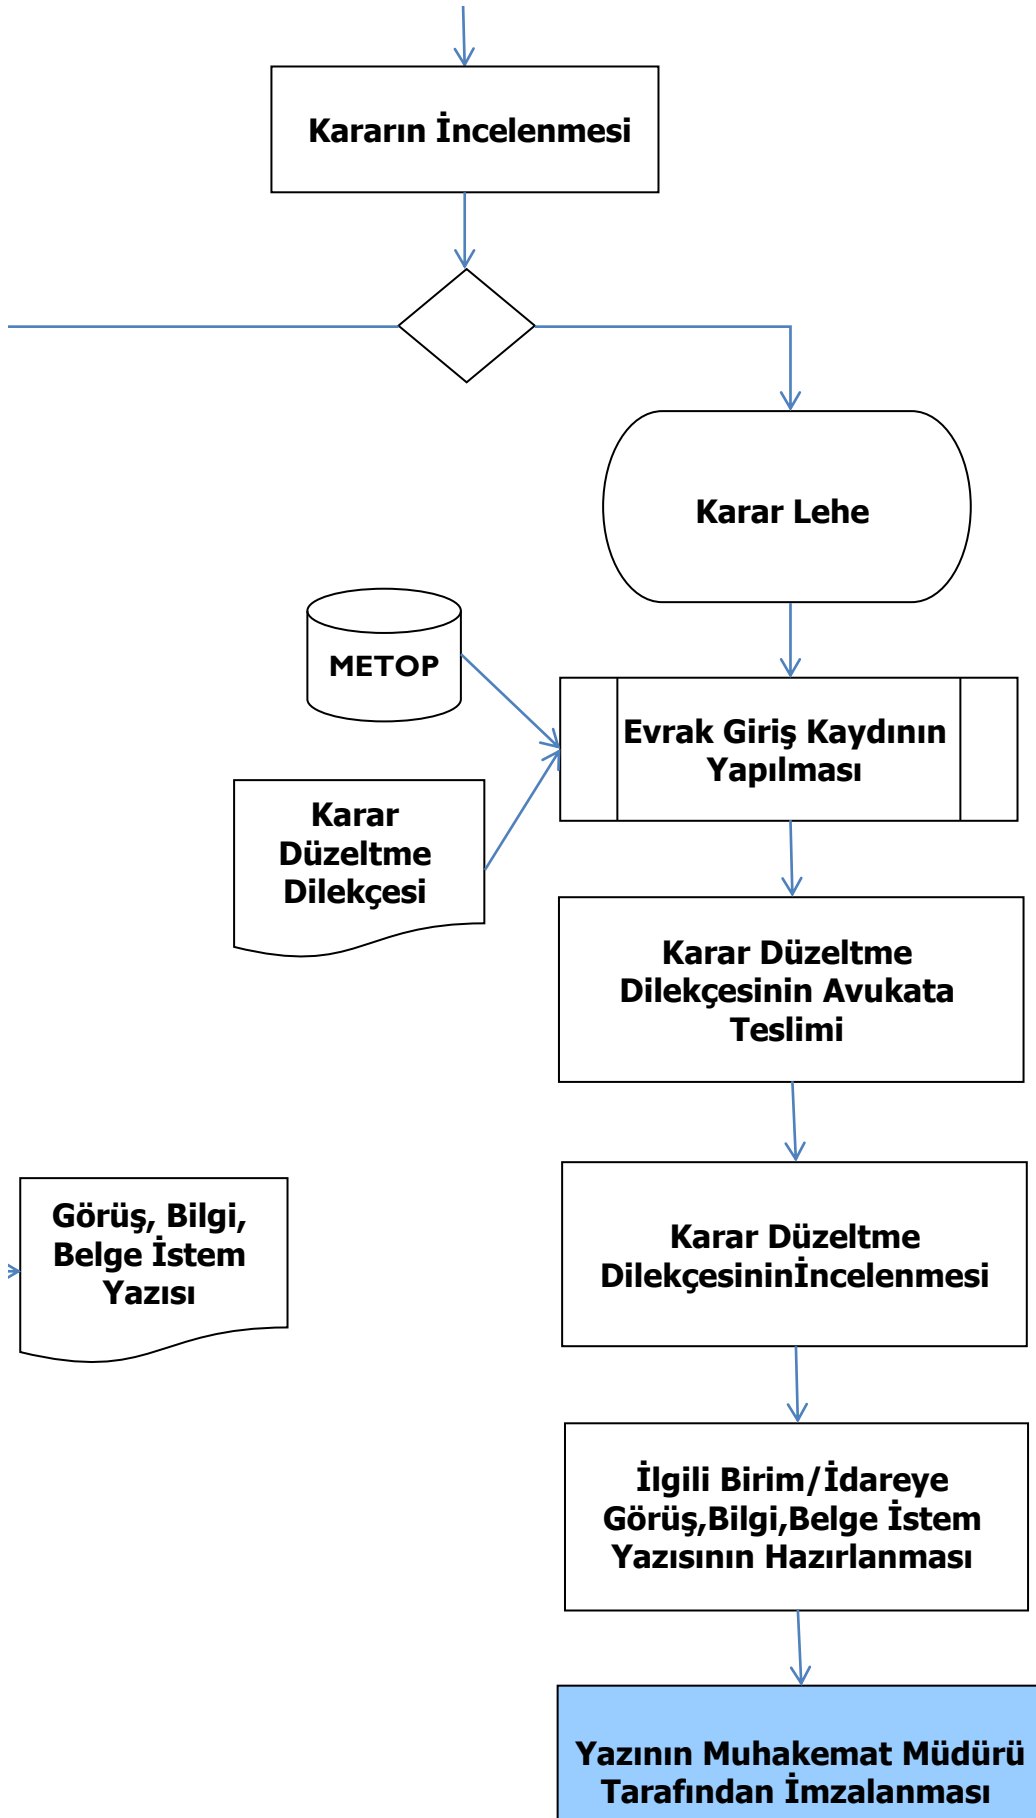 Kararın İncelenmesi
Karar Lehe
METOP
Evrak Giriş Kaydının
Yapılması
Karar
Düzeltme
Dilekçesi
Karar Düzeltme
Dilekçesinin Avukata
Teslimi
Karar Düzeltme
Dilekçesininİncelenmesi
Görüş, Bilgi,
Belge İstem
Yazısı
İlgili Birim/İdareye
Görüş,Bilgi,Belge İstem
Yazısının Hazırlanması
Yazının Muhakemat Müdürü
Tarafından İmzalanması